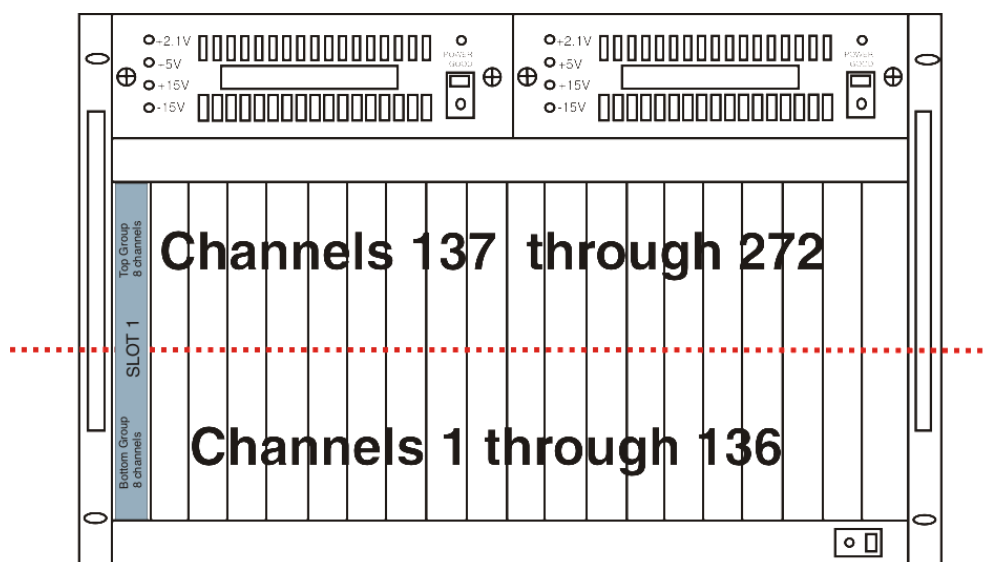 +2.1V
+5V
+15V
-15V
POWER
GOOD
+2.1V
+5V
+15V
-15V
POWER
GOOD
Top Group
8 channels
Channels 137 through 272
SLOT 1
Bottom Group
8 channels
Channels 1 through 136